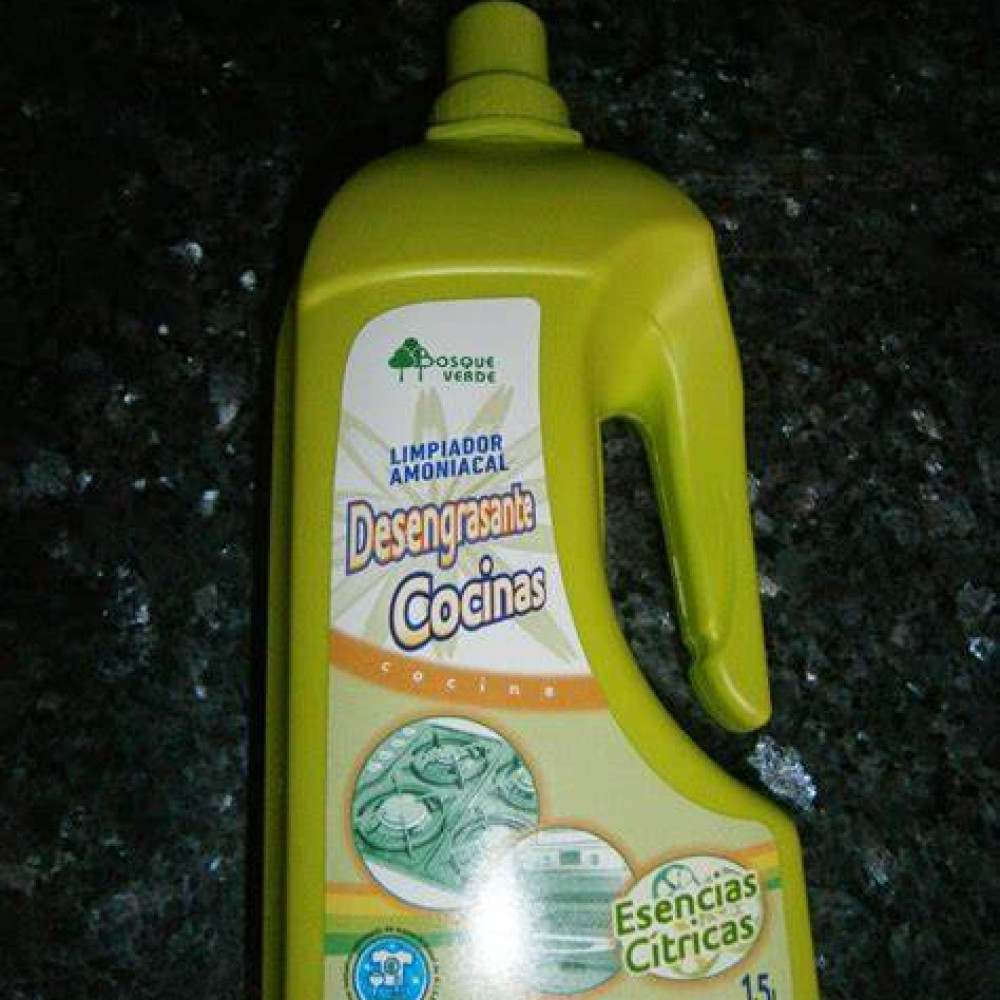 BOSQUE
VERDE
LIMPIADOR
AMONIACAL
Desengrasante
Cocinas
cocina
Esencias
Cítricas
1,5